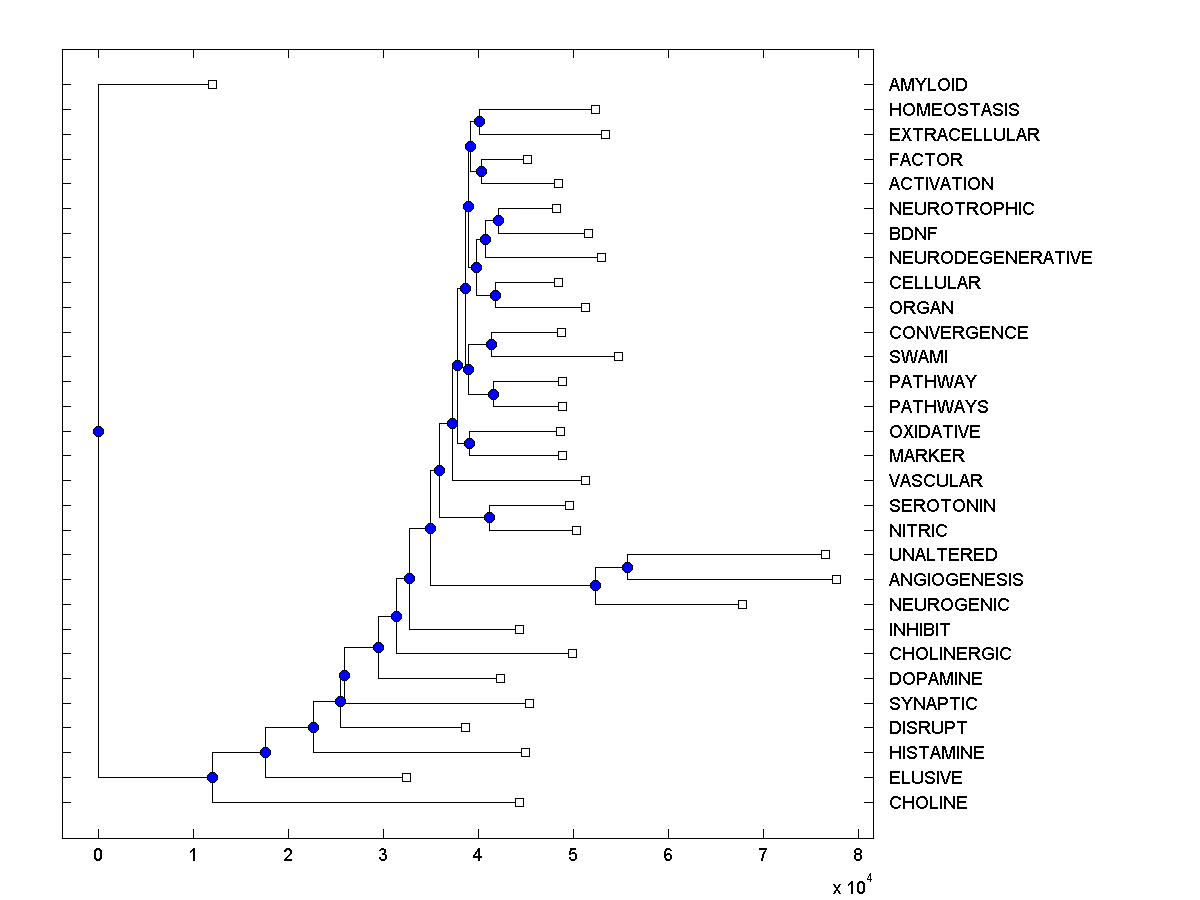 AMYLOID
HOMEOSTASIS
EXTRACELLULAR
FACTOR
ACTIVATION
NEUROTROPHIC
BDNF
NEURODEGENERATIVE
CELLULAR
ORGAN
CONVERGENCE
SWAMI
PATHWAY
PATHWAYS
OXIDATIVE
MARKER
VASCULAR
SEROTONIN
NITRIC
UNALTERED
ANGIOGENESIS
NEUROGENIC
INHIBIT
CHOLINERGIC
DOPAMINE
SYNAPTIC
DISRUPT
HISTAMINE
ELUSIVE
CHOLINE
0 1 2 3 4 5 6 7 8
x 10^4